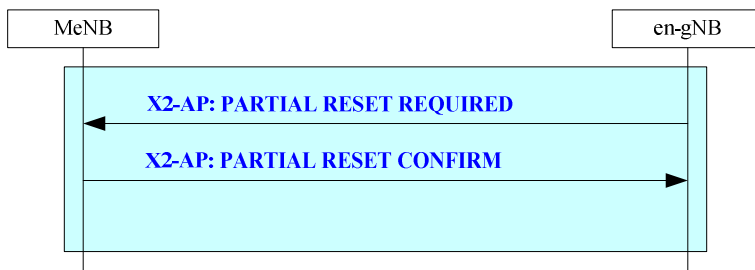 MeNB
en-gNB
X2-AP: PARTIAL RESET REQUIRED
X2-AP: PARTIAL RESET CONFIRM